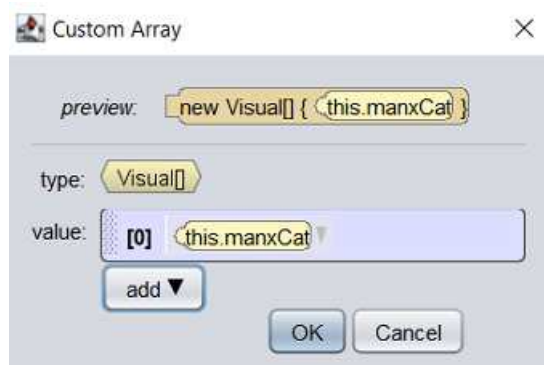 Custom Array
preview: new Visual[] { this.manxCat }
type: Visual[]
value: [0] this.manxCat
add
OK Cancel